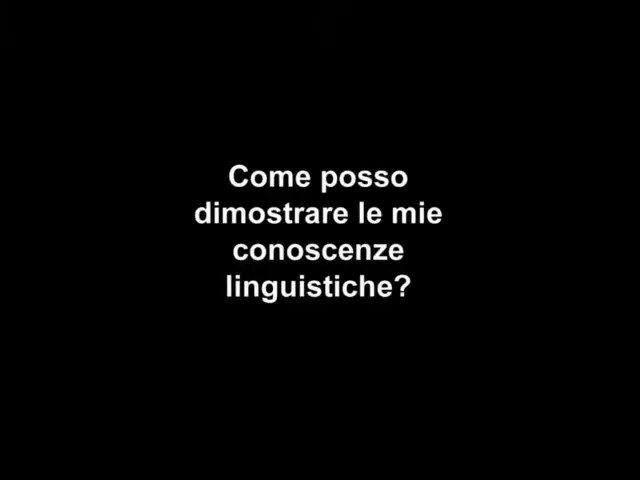 Come posso
dimostrare le mie
conoscenze
linguistiche?